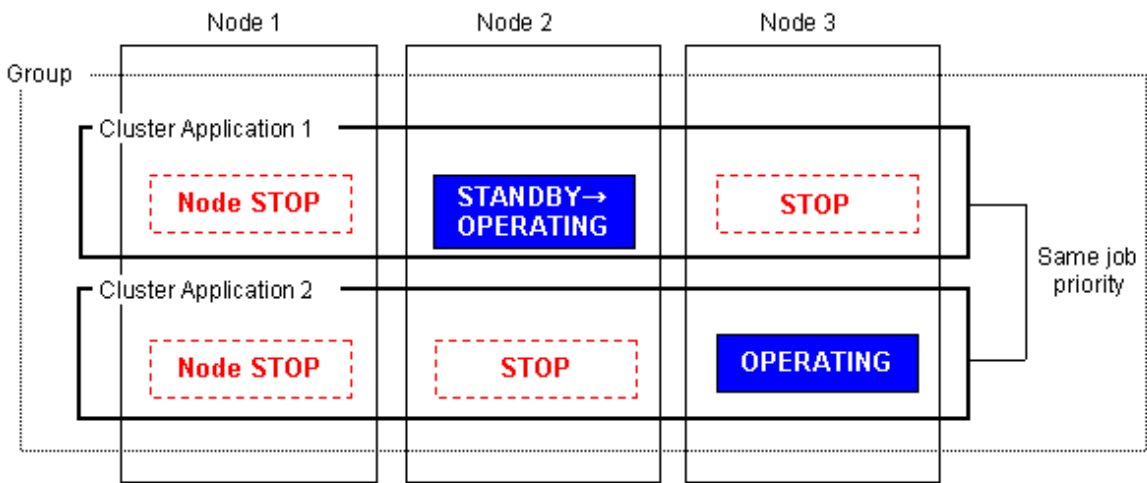 Node 1
Node 2
Node 3
Group
Cluster Application 1
Node STOP
STANDBY→
OPERATING
STOP
Same job
priority
Cluster Application 2
Node STOP
STOP
OPERATING